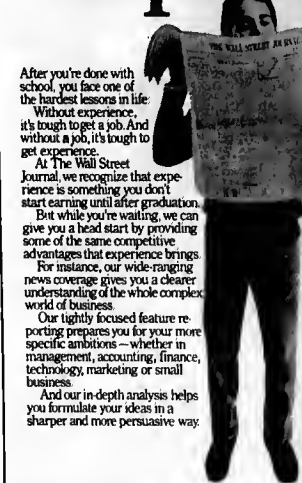 THE WALL STREET JOURNAL
After you're done with
school, you face one of
the hardest lessons in life:
Without experience,
it's tough to get a job. And
without a job, it's tough to
get experience.
At The Wall Street
Journal, we recognize that expe-
rience is something you don't
start earning until after graduation.
But while you're waiting, we can
give you a head start by providing
some of the same competitive
advantages that experience brings.
For instance, our wide-ranging
news coverage gives you a clearer
understanding of the whole complex
world of business.
Our tightly focused feature re-
porting prepares you for your more
specific ambitions—whether in
management, accounting, finance,
technology, marketing or small
business.
And our in-depth analysis helps
you formulate your ideas in a
sharper and more persuasive way.